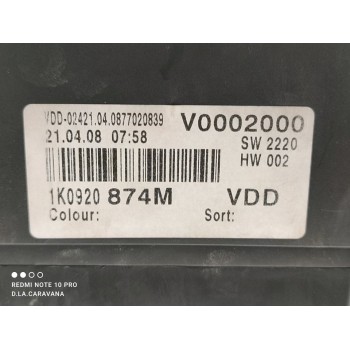 VDD-02421.04.0877020839
V0002000
21.04.08 07:58
SW 2220
HW 002
1K0920 874M VDD
Colour: Sort:
REDMI NOTE 10 PRO
D.LA.CARAVANA